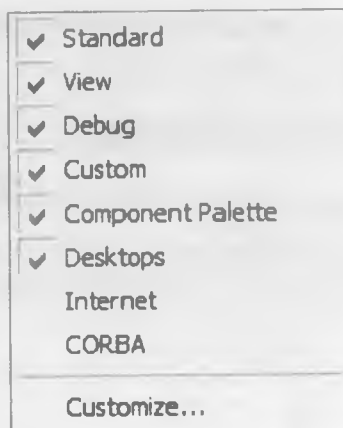 Standard
View
Debug
Custom
Component Palette
Desktops
Internet
CORBA
Customize...